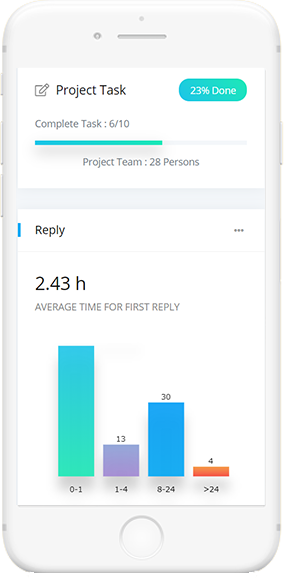 Project Task
23% Done
Complete Task : 6/10
Project Team : 28 Persons
Reply
2.43 h
AVERAGE TIME FOR FIRST REPLY
13
30
4
0-1
1-4
8-24
>24